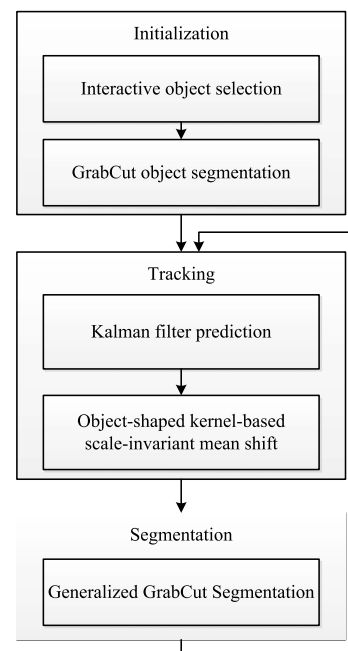 Initialization
Interactive object selection
GrabCut object segmentation
Tracking
Kalman filter prediction
Object-shaped kernel-based
scale-invariant mean shift
Segmentation
Generalized GrabCut Segmentation